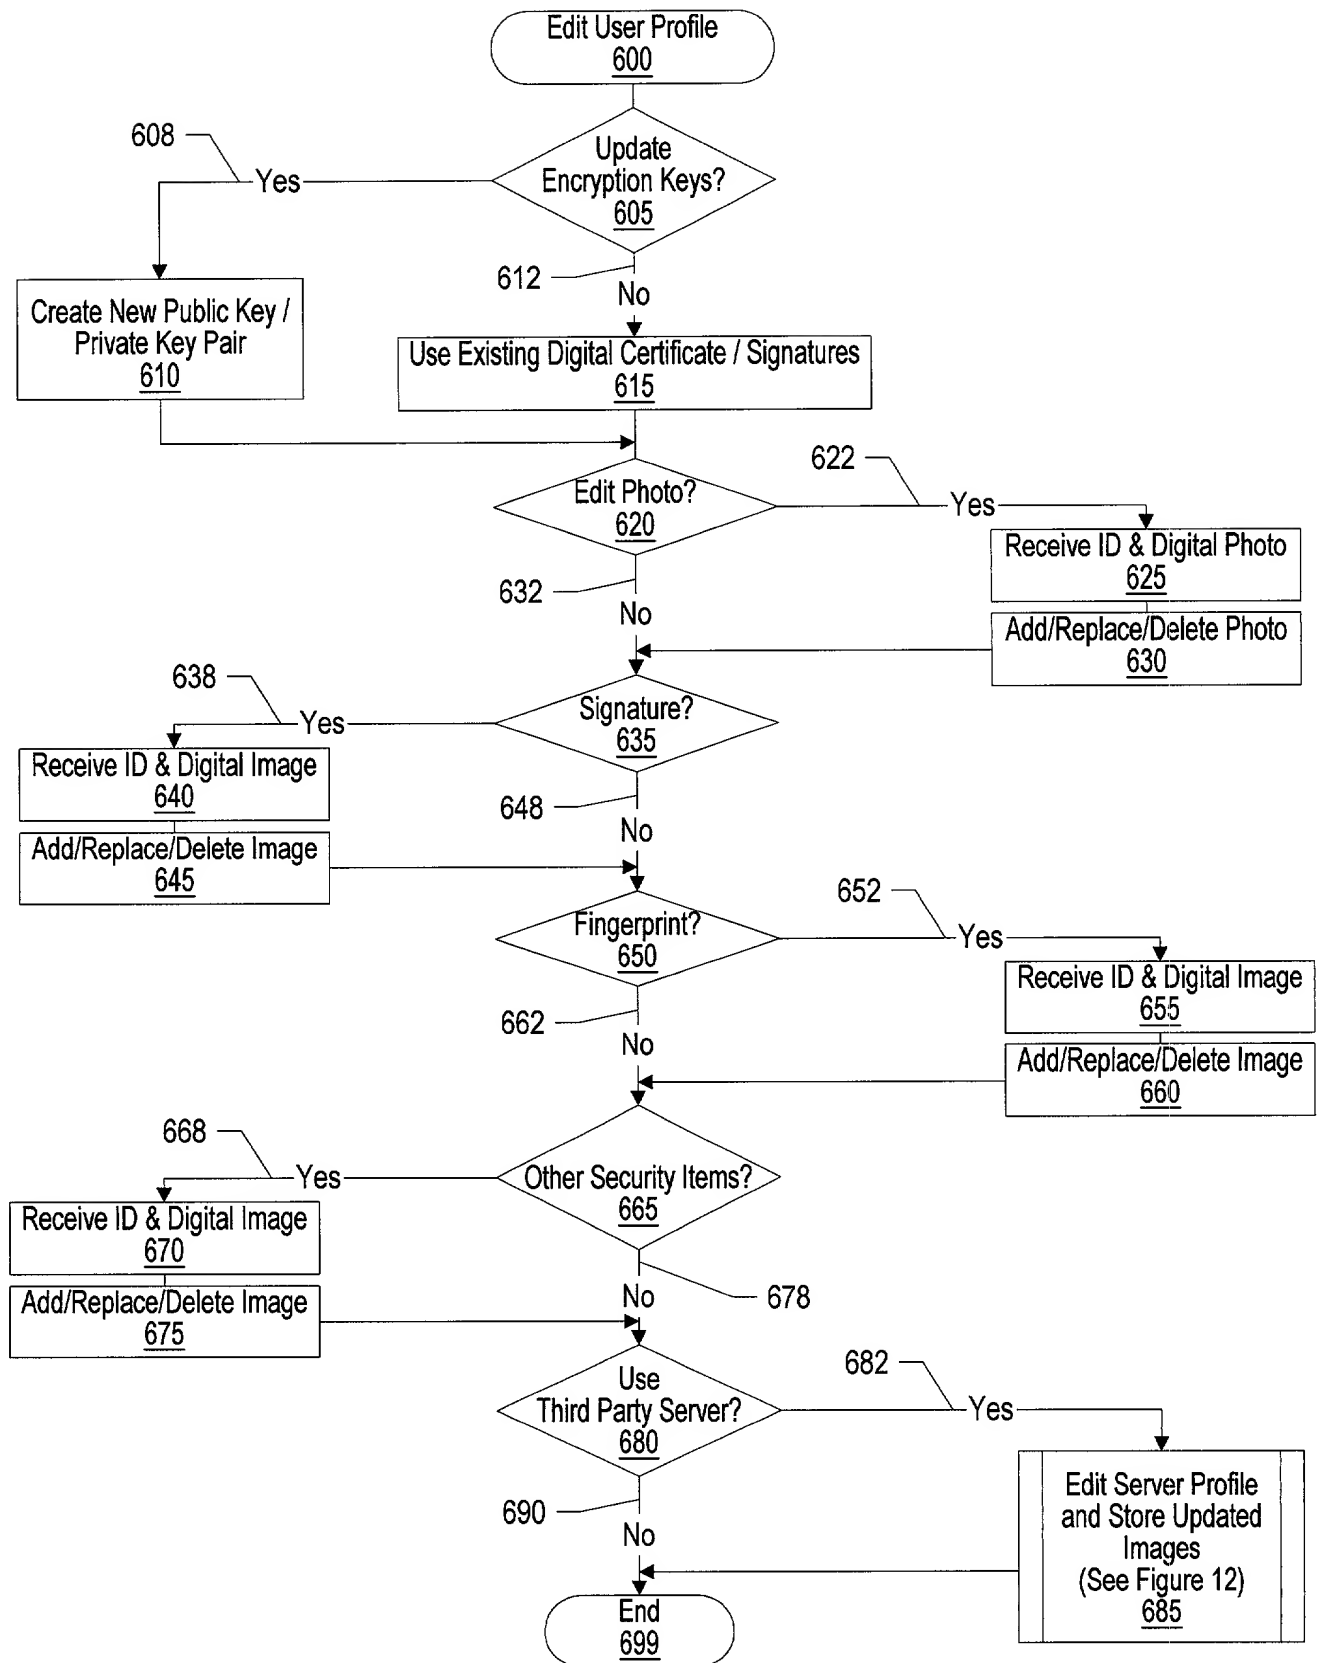 Edit User Profile
600
608
Yes
Update
Encryption Keys?
605
612
No
Create New Public Key /
Private Key Pair
610
Use Existing Digital Certificate / Signatures
615
622
Yes
Edit Photo?
620
Receive ID & Digital Photo
625
632
No
Add/Replace/Delete Photo
630
638
Yes
Signature?
635
Receive ID & Digital Image
640
648
No
Add/Replace/Delete Image
645
652
Yes
Fingerprint?
650
Receive ID & Digital Image
655
662
No
Add/Replace/Delete Image
660
668
Yes
Other Security Items?
665
Receive ID & Digital Image
670
No
678
Add/Replace/Delete Image
675
682
Yes
Use
Third Party Server?
680
690
No
Edit Server Profile
and Store Updated
Images
(See Figure 12)
685
End
699